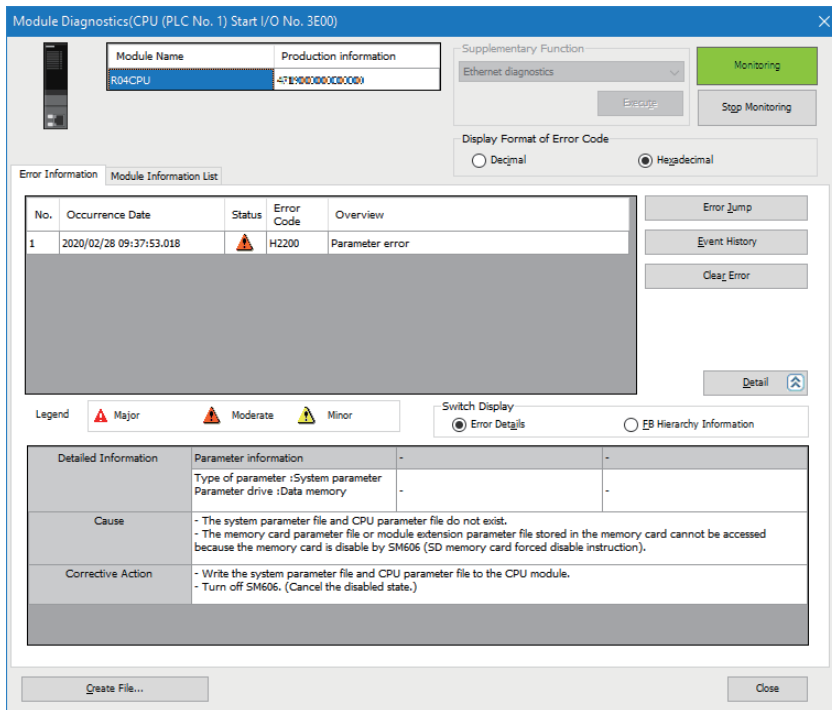 Module Diagnostics(CPU (PLC No. 1) Start I/O No. 3E00)
Module Name Production information
R04CPU
Supplementary Function
Ethernet diagnostics
Execute
Monitoring
Stop Monitoring
Display Format of Error Code
Decimal Hexadecimal
Error Information Module Information List
No. Occurrence Date Status Error Code Overview
1 2020/02/28 09:37:53.018 H2200 Parameter error
Error Jump
Event History
Clear Error
Detail
Legend Major Moderate Minor
Switch Display
Error Details FB Hierarchy Information
Detailed Information Parameter information - -
Type of parameter :System parameter
Parameter drive :Data memory - -
Cause - The system parameter file and CPU parameter file do not exist.
- The memory card parameter file or module extension parameter file stored in the memory card cannot be accessed
because the memory card is disable by SM606 (SD memory card forced disable instruction).
Corrective Action - Write the system parameter file and CPU parameter file to the CPU module.
- Turn off SM606. (Cancel the disabled state.)
Create File... Close